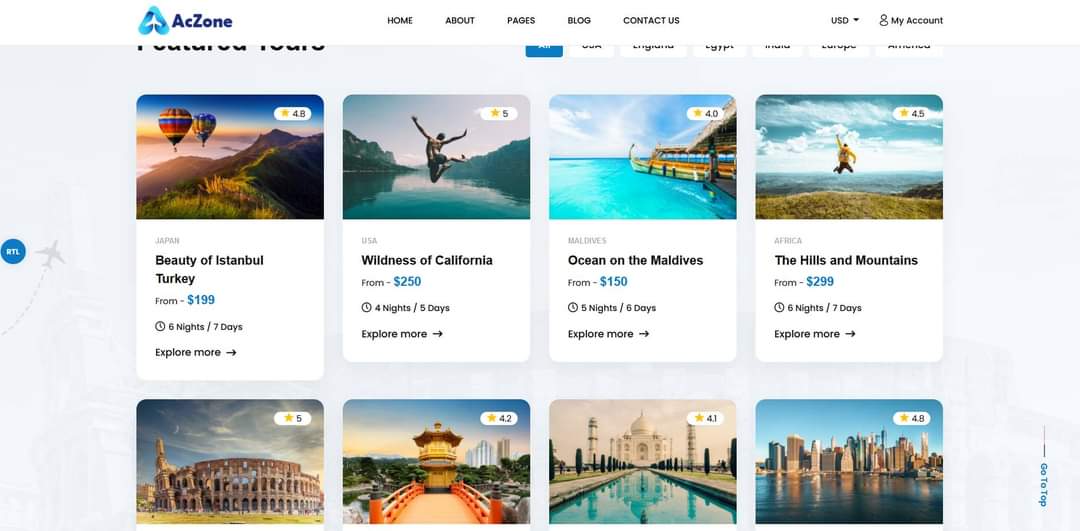 AcZone
HOME ABOUT PAGES BLOG CONTACT US USD My Account
Featured Tours All USA England Egypt India Europe America
4.8 5 4.0 4.5
JAPAN USA MALDIVES AFRICA
Beauty of Istanbul Wildness of California Ocean on the Maldives The Hills and Mountains
Turkey From - $250 From - $150 From - $299
From - $199 4 Nights / 5 Days 5 Nights / 6 Days 6 Nights / 7 Days
6 Nights / 7 Days Explore more → Explore more → Explore more →
Explore more →
RTL
5 4.2 4.1 4.8
Go To Top